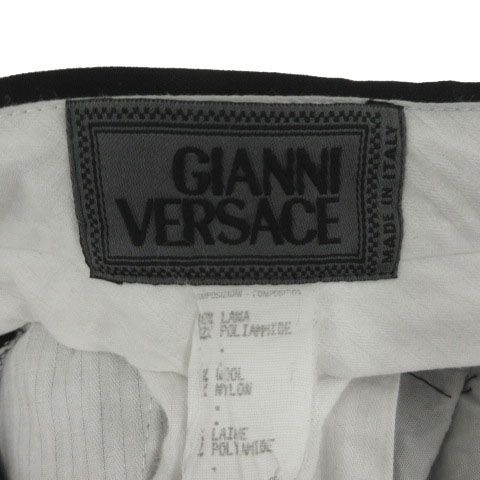 GIANNI
VERSACE
MADE IN ITALY
LANA
POLIAMMIDE
WOOL
NYLON
LAINE
POLYAMIDE